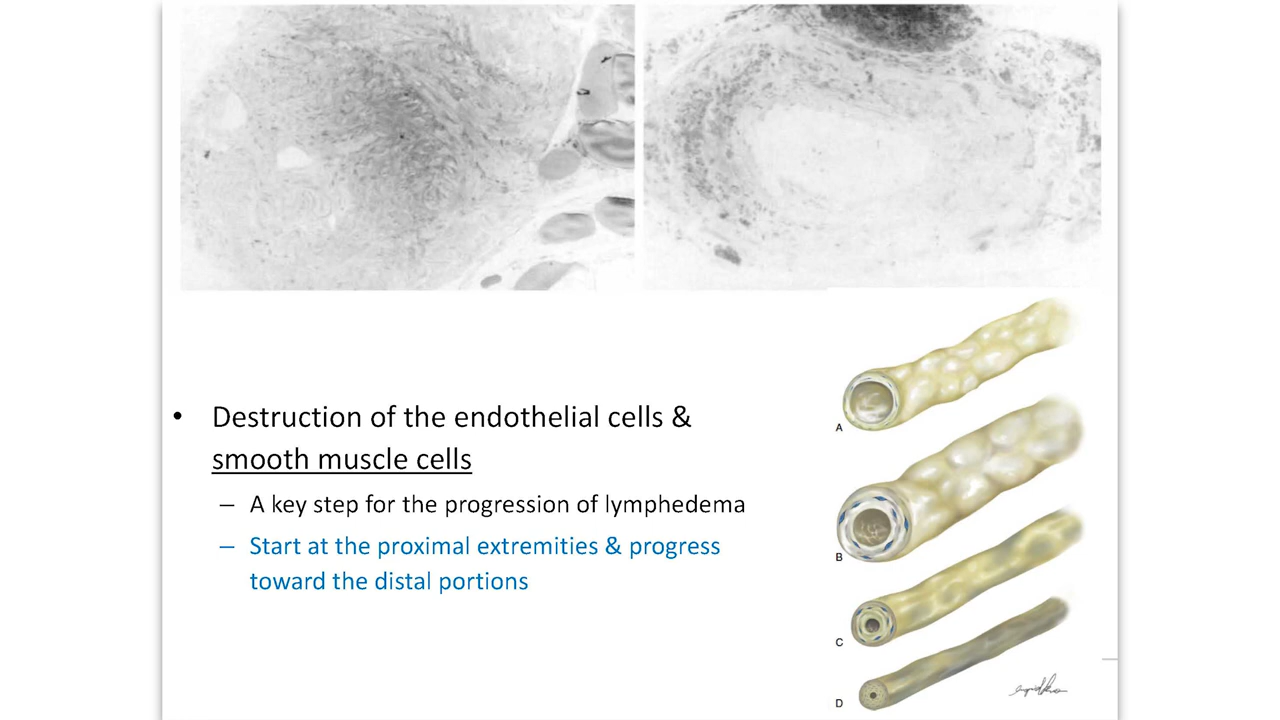 • Destruction of the endothelial cells &
smooth muscle cells
– A key step for the progression of lymphedema
– Start at the proximal extremities & progress
toward the distal portions
A
B
C
D